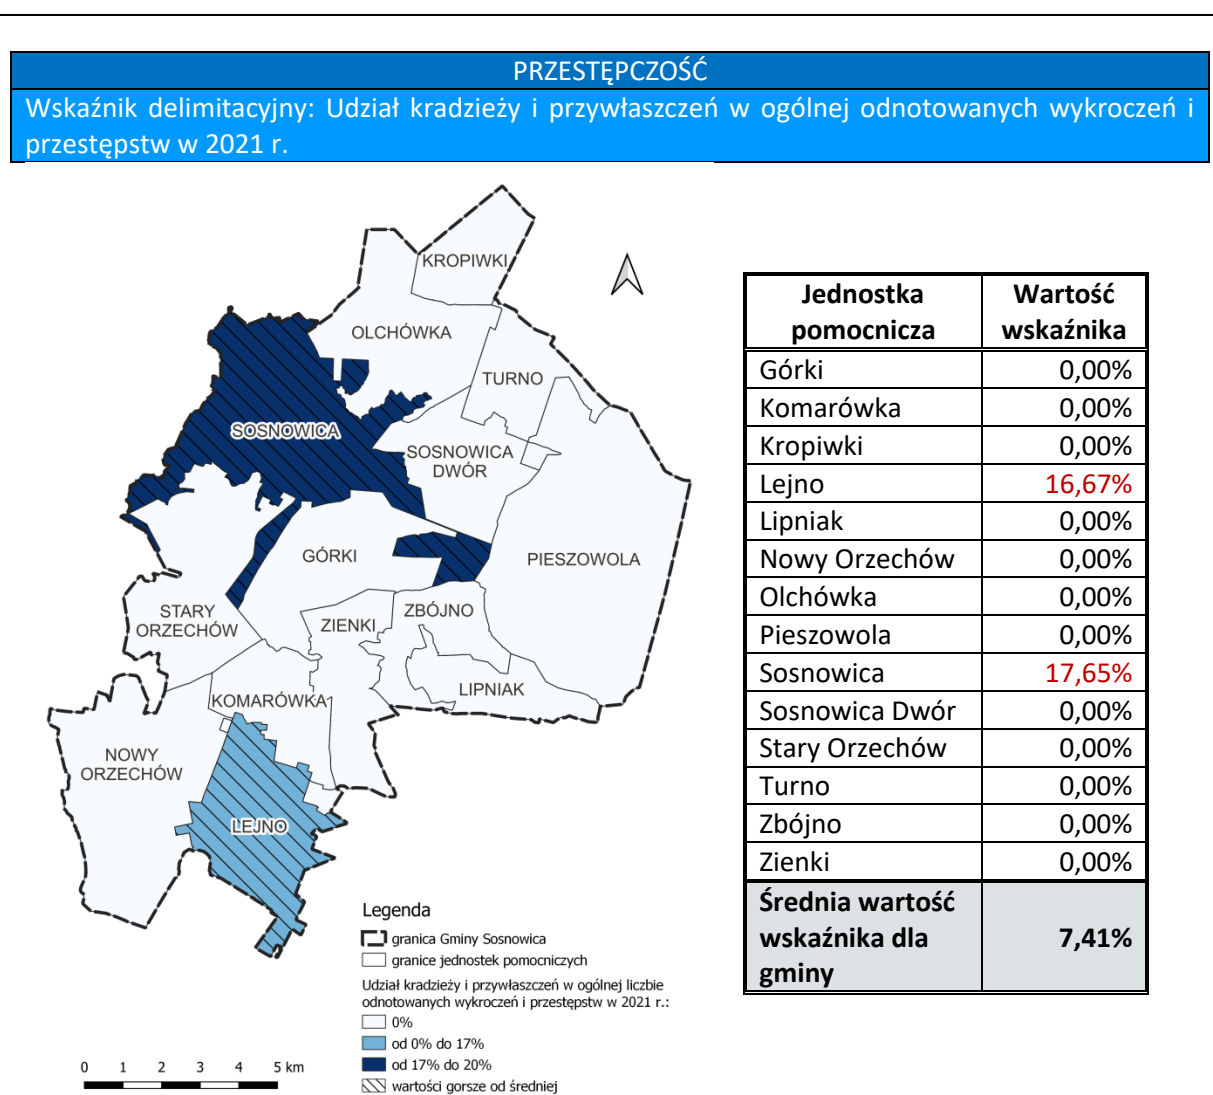 PRZESTĘPCZOŚĆ
Wskaźnik delimitacyjny: Udział kradzieży i przywłaszczeń w ogólnej odnotowanych wykroczeń i
przestępstw w 2021 r.
KROPIWKI
OLCHÓWKA
TURNO
SOSNOWICA
SOSNOWICA
DWÓR
GÓRKI
PIESZOWOLA
STARY
ORZECHÓW
ZIENKI
ZBÓJNO
LIPNIAK
KOMARÓWKA
NOWY
ORZECHÓW
LEJNO
Legenda
granica Gminy Sosnowica
granice jednostek pomocniczych
Udział kradzieży i przywłaszczeń w ogólnej liczbie
odnotowanych wykroczeń i przestępstw w 2021 r.:
0%
od 0% do 17%
od 17% do 20%
wartości gorsze od średniej
0 1 2 3 4 5 km
Jednostka pomocnicza Wartość wskaźnika
Górki 0,00%
Komarówka 0,00%
Kropiwki 0,00%
Lejno 16,67%
Lipniak 0,00%
Nowy Orzechów 0,00%
Olchówka 0,00%
Pieszowola 0,00%
Sosnowica 17,65%
Sosnowica Dwór 0,00%
Stary Orzechów 0,00%
Turno 0,00%
Zbójno 0,00%
Zienki 0,00%
Średnia wartość
wskaźnika dla 7,41%
gminy